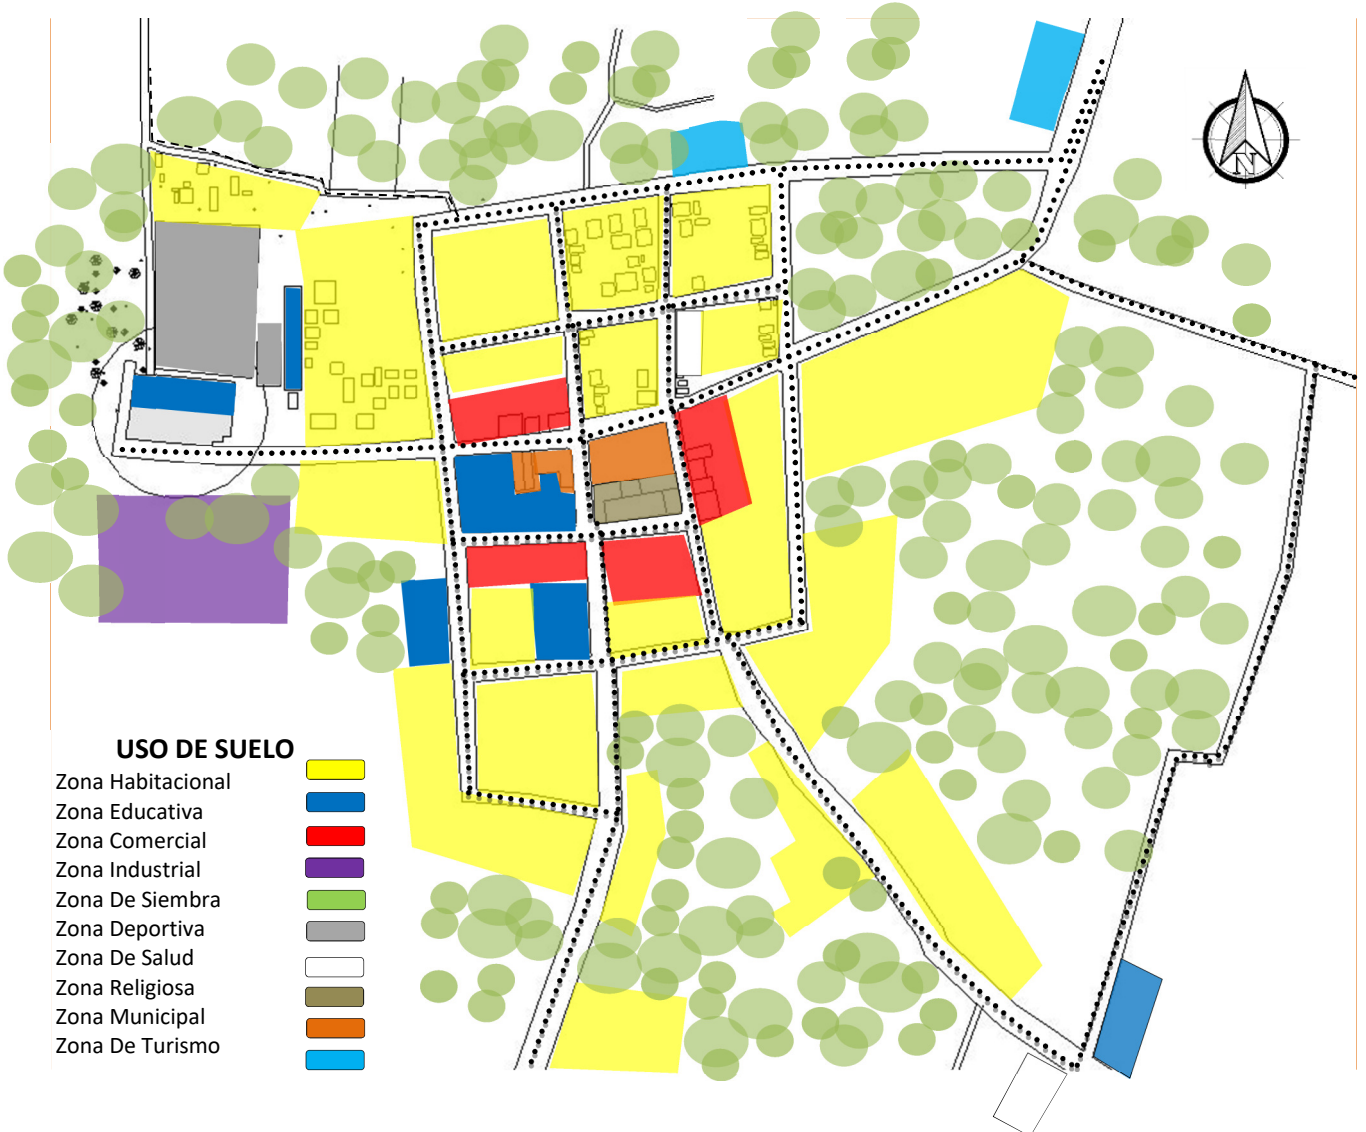 N
USO DE SUELO
Zona Habitacional
Zona Educativa
Zona Comercial
Zona Industrial
Zona De Siembra
Zona Deportiva
Zona De Salud
Zona Religiosa
Zona Municipal
Zona De Turismo